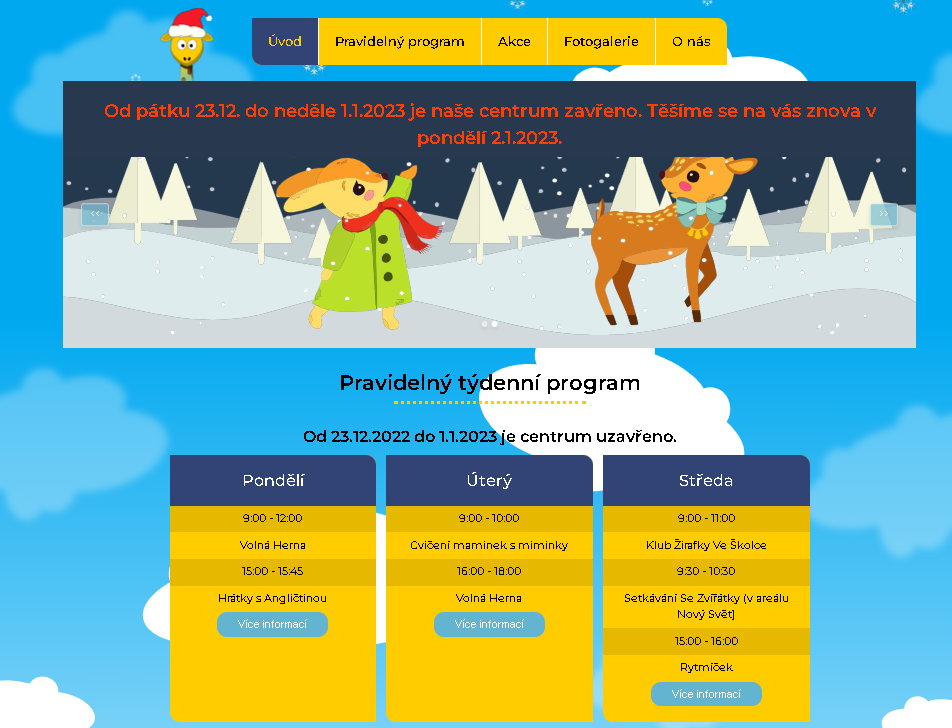 Úvod
Pravidelný program
Akce
Fotogalerie
O nás
Od pátku 23.12. do neděle 1.1.2023 je naše centrum zavřeno. Těšíme se na vás znova v
pondělí 2.1.2023.
<<
>>
Pravidelný týdenní program
Od 23.12.2022 do 1.1.2023 je centrum uzavřeno.
Pondělí
9:00 - 12:00
Volná Herna
15:00 - 15:45
Hrátky s Angličtinou
Více informací
Úterý
9:00 - 10:00
Cvičení maminek s miminky
16:00 - 18:00
Volná Herna
Více informací
Středa
9:00 - 11:00
Klub Žirafky Ve Školce
9:30 - 10:30
Setkávání Se Zvířátky (v areálu
Nový Svět)
15:00 - 16:00
Rytmíček
Více informací